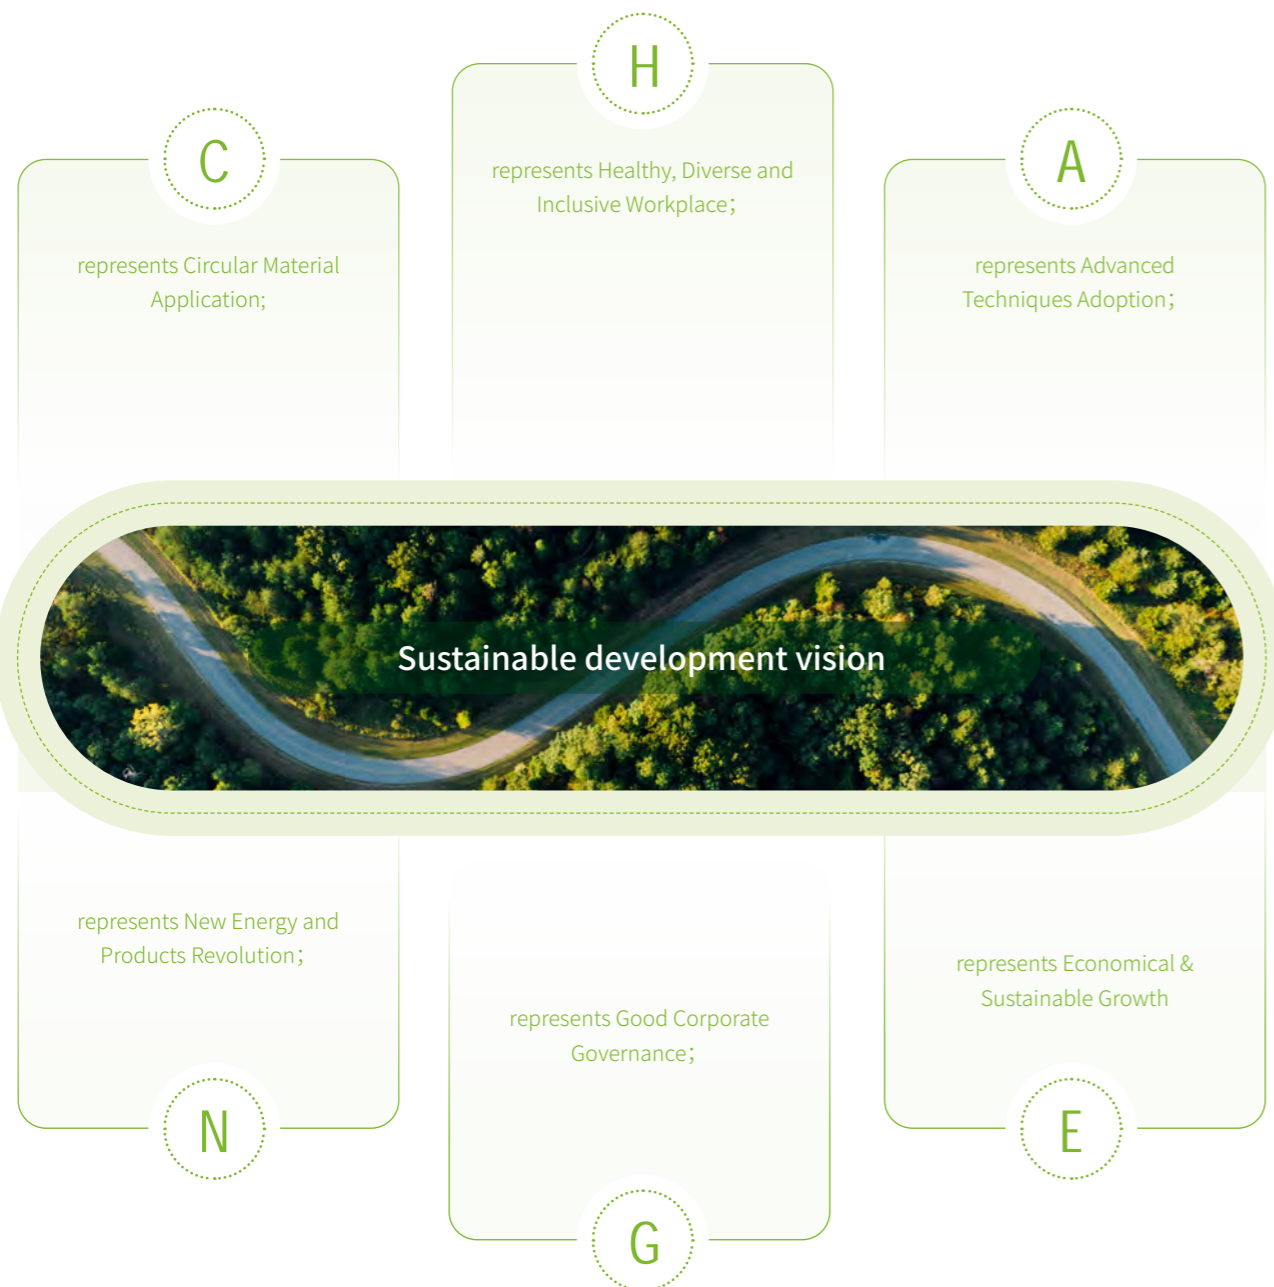 C
represents Circular Material
Application;
H
represents Healthy, Diverse and
Inclusive Workplace；
A
represents Advanced
Techniques Adoption；
Sustainable development vision
represents New Energy and
Products Revolution；
N
represents Good Corporate
Governance；
G
represents Economical &
Sustainable Growth
E